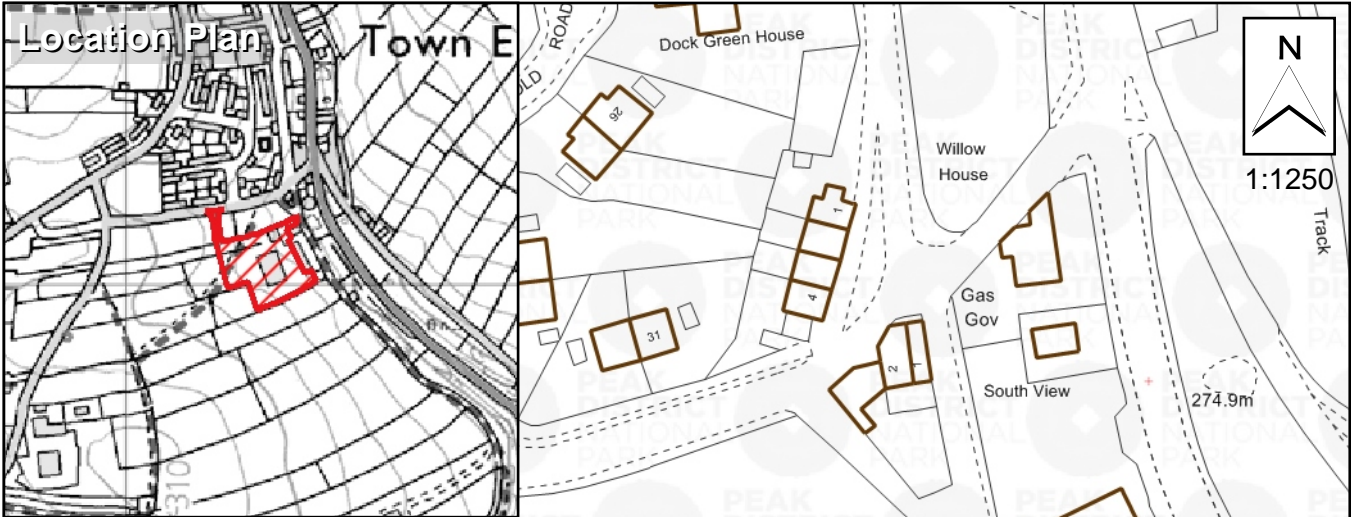 Location Plan
Town E
310
ROAD
OLD
Dock Green House
26
Willow
House
N
1:1250
Track
1
4
31
Gas
Gov
2
1
South View
274.9m
PEAK
DISTRICT
NATIONAL
PARK